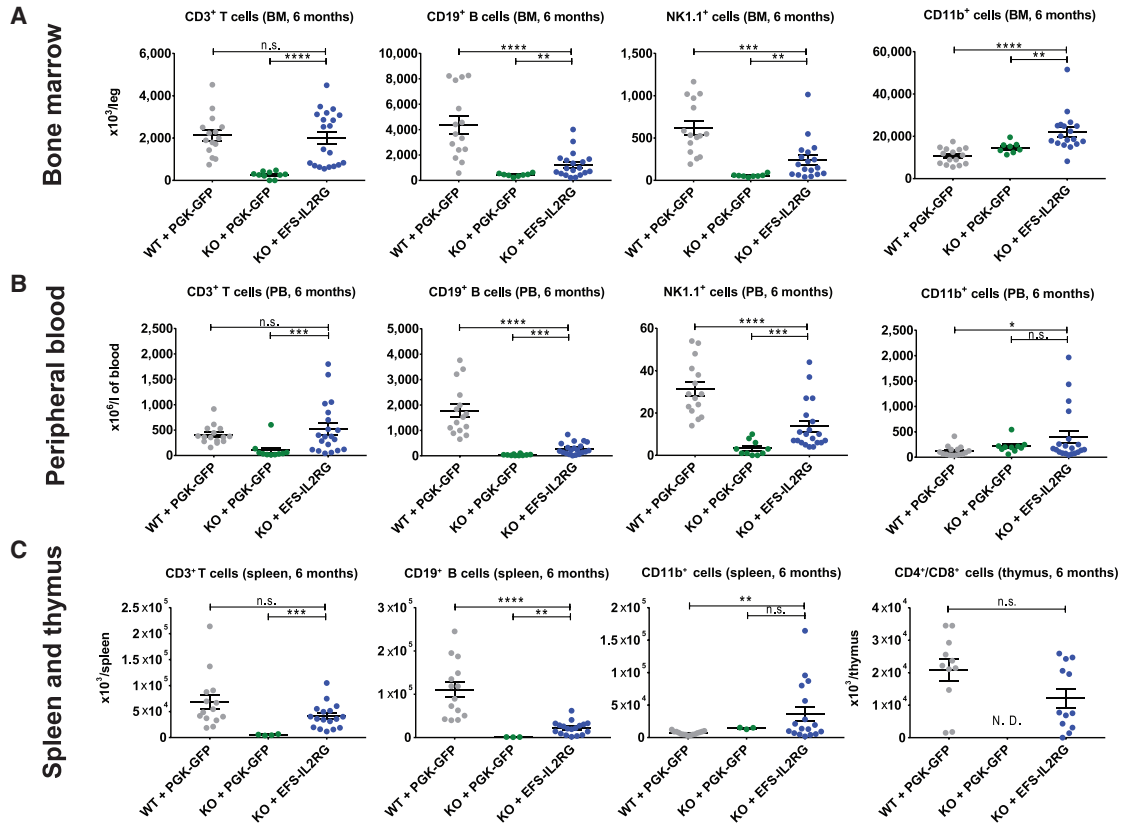 A
Bone marrow
CD3+ T cells (BM, 6 months)
n.s.
****
6,000
4,000
2,000
0
x10³/leg
WT + PGK-GFP
KO + PGK-GFP
KO + EFS-IL2RG
CD19+ B cells (BM, 6 months)
****
**
10,000
8,000
6,000
4,000
2,000
0
WT + PGK-GFP
KO + PGK-GFP
KO + EFS-IL2RG
NK1.1+ cells (BM, 6 months)
***
**
1,500
1,000
500
0
WT + PGK-GFP
KO + PGK-GFP
KO + EFS-IL2RG
CD11b+ cells (BM, 6 months)
****
**
60,000
40,000
20,000
0
WT + PGK-GFP
KO + PGK-GFP
KO + EFS-IL2RG
B
Peripheral blood
CD3+ T cells (PB, 6 months)
n.s.
***
2,500
2,000
1,500
1,000
500
0
x10⁶/l of blood
WT + PGK-GFP
KO + PGK-GFP
KO + EFS-IL2RG
CD19+ B cells (PB, 6 months)
****
***
5,000
4,000
3,000
2,000
1,000
0
WT + PGK-GFP
KO + PGK-GFP
KO + EFS-IL2RG
NK1.1+ cells (PB, 6 months)
****
***
60
40
20
0
WT + PGK-GFP
KO + PGK-GFP
KO + EFS-IL2RG
CD11b+ cells (PB, 6 months)
*
n.s.
2,500
2,000
1,500
1,000
500
0
WT + PGK-GFP
KO + PGK-GFP
KO + EFS-IL2RG
C
Spleen and thymus
CD3+ T cells (spleen, 6 months)
n.s.
***
2.5×10⁵
2×10⁵
2×10⁵
1×10⁵
5×10⁴
0
x10³/spleen
WT + PGK-GFP
KO + PGK-GFP
KO + EFS-IL2RG
CD19+ B cells (spleen, 6 months)
****
**
3×10⁵
2×10⁵
1×10⁵
0
WT + PGK-GFP
KO + PGK-GFP
KO + EFS-IL2RG
CD11b+ cells (spleen, 6 months)
**
n.s.
2×10⁵
2×10⁵
1×10⁵
5×10⁴
0
WT + PGK-GFP
KO + PGK-GFP
KO + EFS-IL2RG
CD4+/CD8+ cells (thymus, 6 months)
n.s.
4×10⁴
3×10⁴
2×10⁴
1×10⁴
0
x10³/thymus
N. D.
WT + PGK-GFP
KO + PGK-GFP
KO + EFS-IL2RG